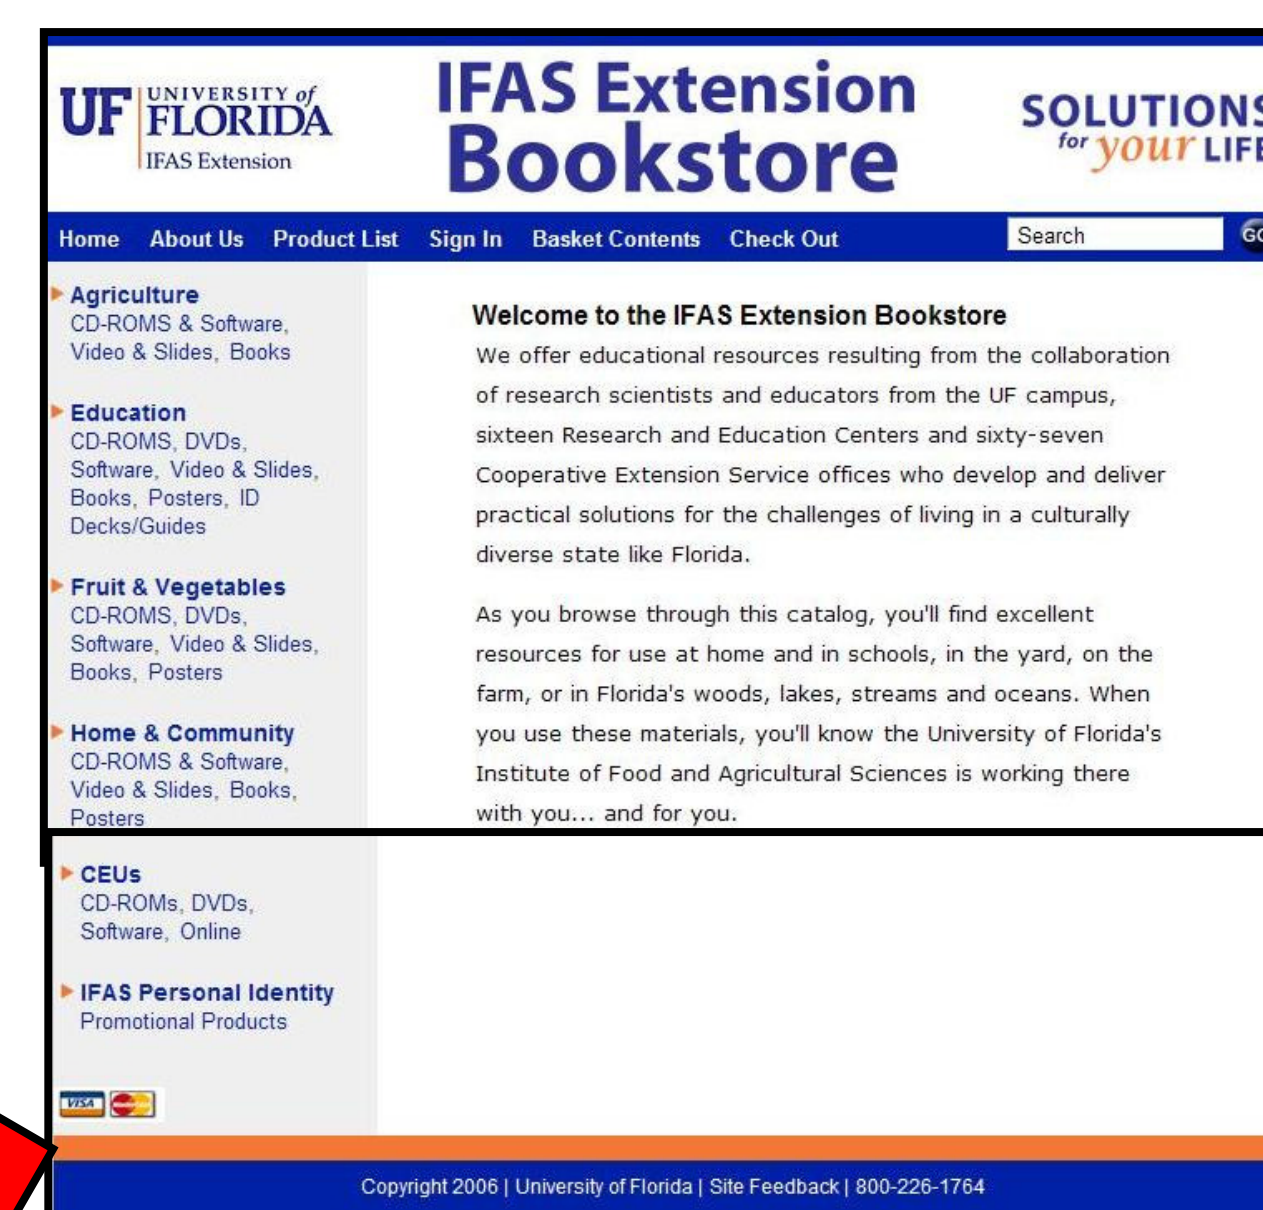 UF UNIVERSITY of
FLORIDA
IFAS Extension
IFAS Extension
Bookstore
SOLUTIONS
for your LIFE
Home About Us Product List Sign In Basket Contents Check Out Search GO
Agriculture
CD-ROMS & Software,
Video & Slides, Books
Education
CD-ROMS, DVDs,
Software, Video & Slides,
Books, Posters, ID
Decks/Guides
Fruit & Vegetables
CD-ROMS, DVDs,
Software, Video & Slides,
Books, Posters
Home & Community
CD-ROMS & Software,
Video & Slides, Books,
Posters
Welcome to the IFAS Extension Bookstore
We offer educational resources resulting from the collaboration
of research scientists and educators from the UF campus,
sixteen Research and Education Centers and sixty-seven
Cooperative Extension Service offices who develop and deliver
practical solutions for the challenges of living in a culturally
diverse state like Florida.
As you browse through this catalog, you'll find excellent
resources for use at home and in schools, in the yard, on the
farm, or in Florida's woods, lakes, streams and oceans. When
you use these materials, you'll know the University of Florida's
Institute of Food and Agricultural Sciences is working there
with you... and for you.
CEUs
CD-ROMs, DVDs,
Software, Online
IFAS Personal Identity
Promotional Products
VISA
Copyright 2006 | University of Florida | Site Feedback | 800-226-1764